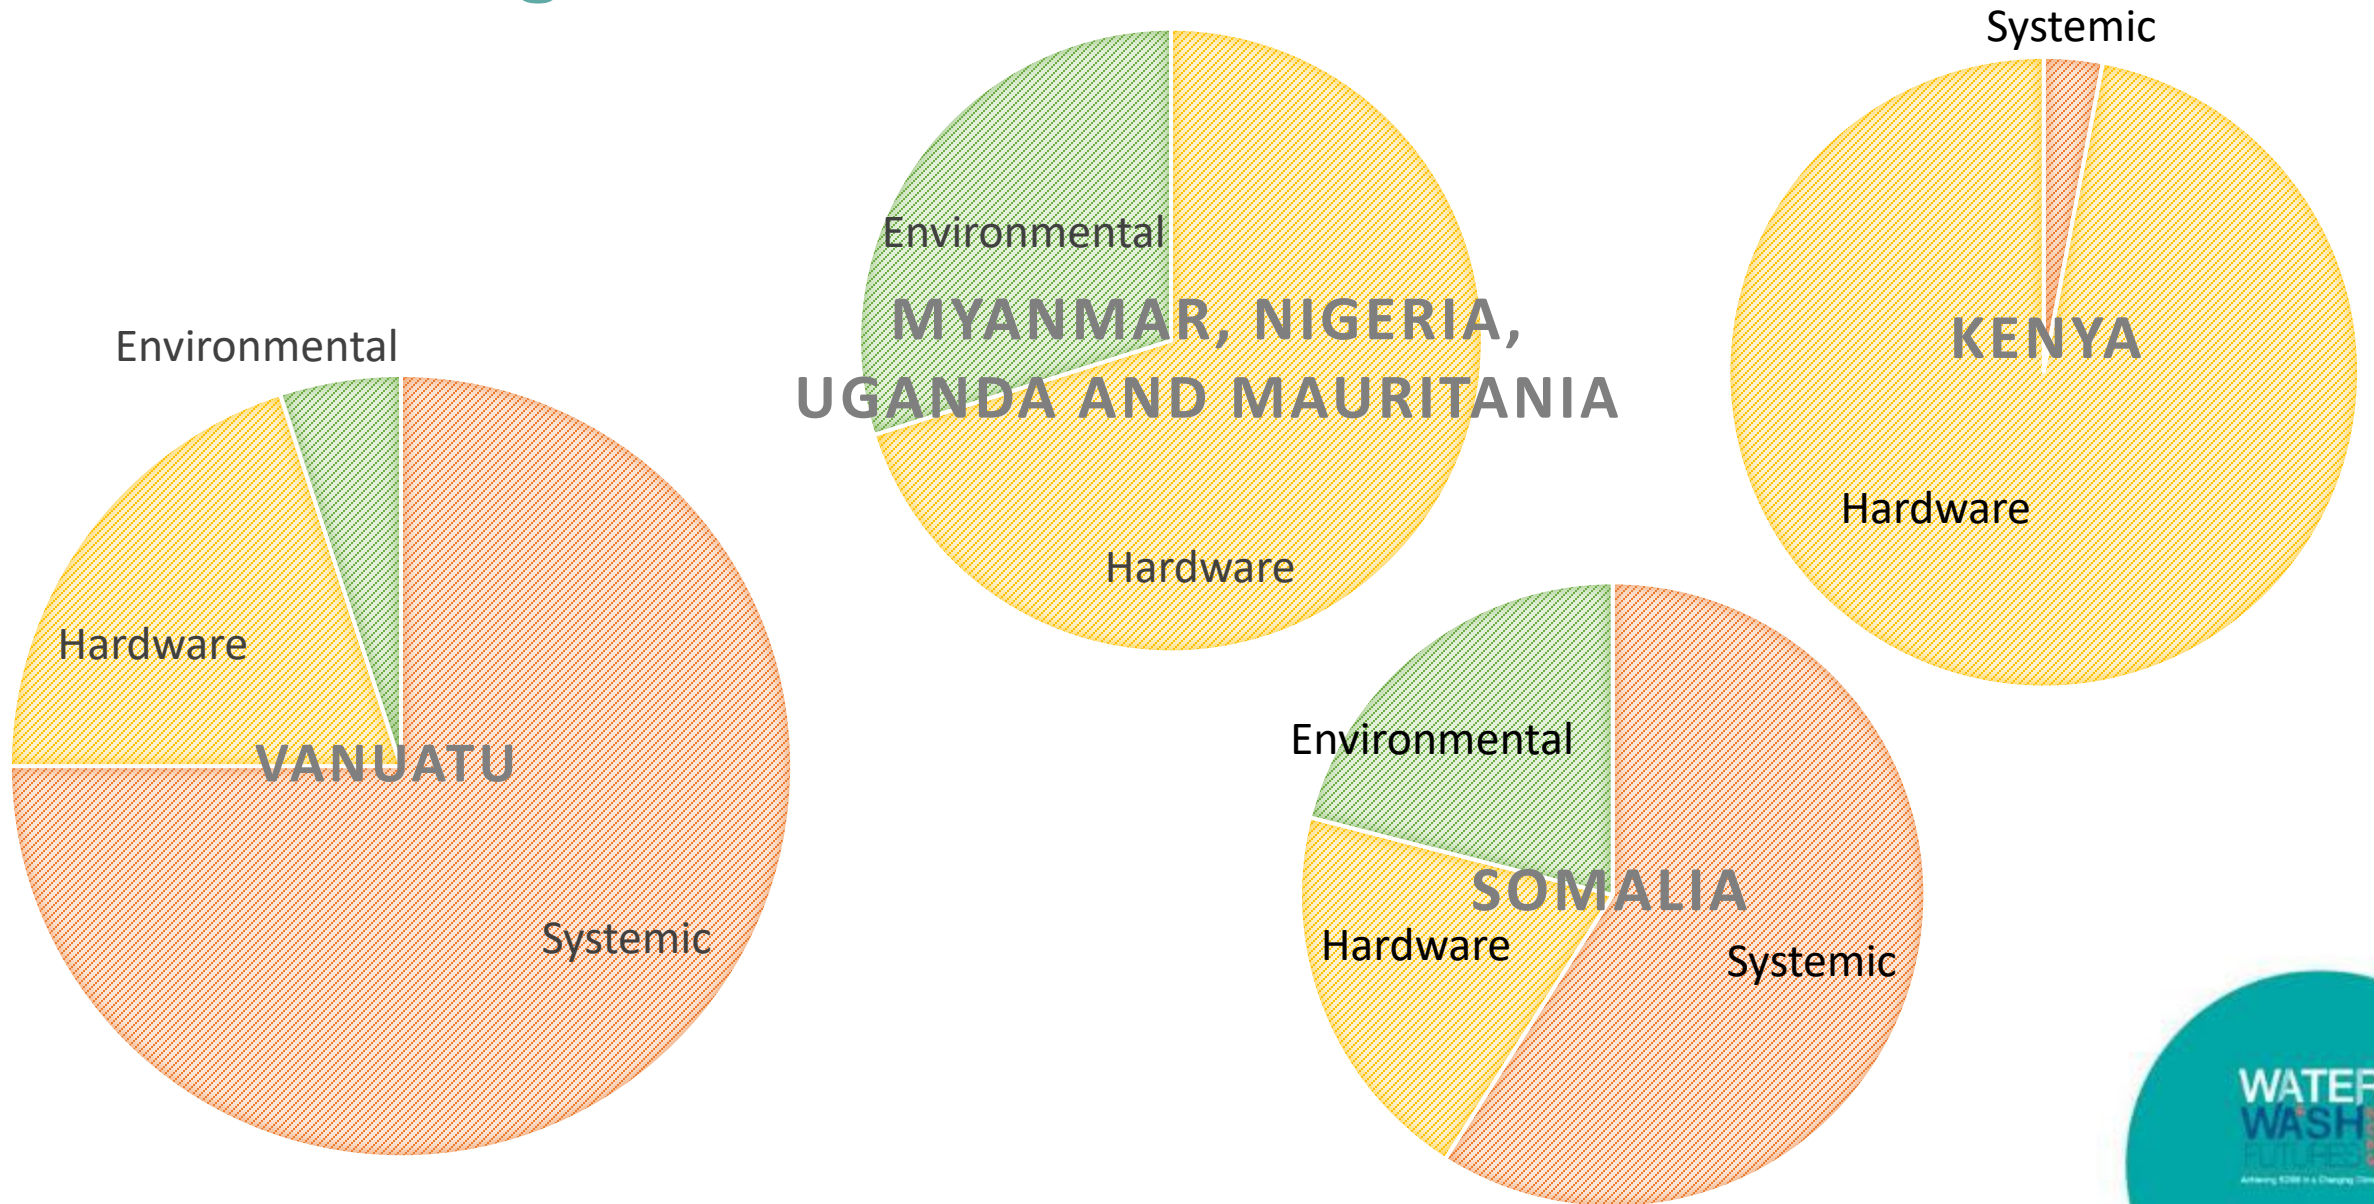 Systemic
Environmental
MYANMAR, NIGERIA,
UGANDA AND MAURITANIA
KENYA
Environmental
Hardware
Hardware
Hardware
VANUATU
Environmental
SOMALIA
Systemic
Hardware
Systemic
WATER
WASH
FUTURES